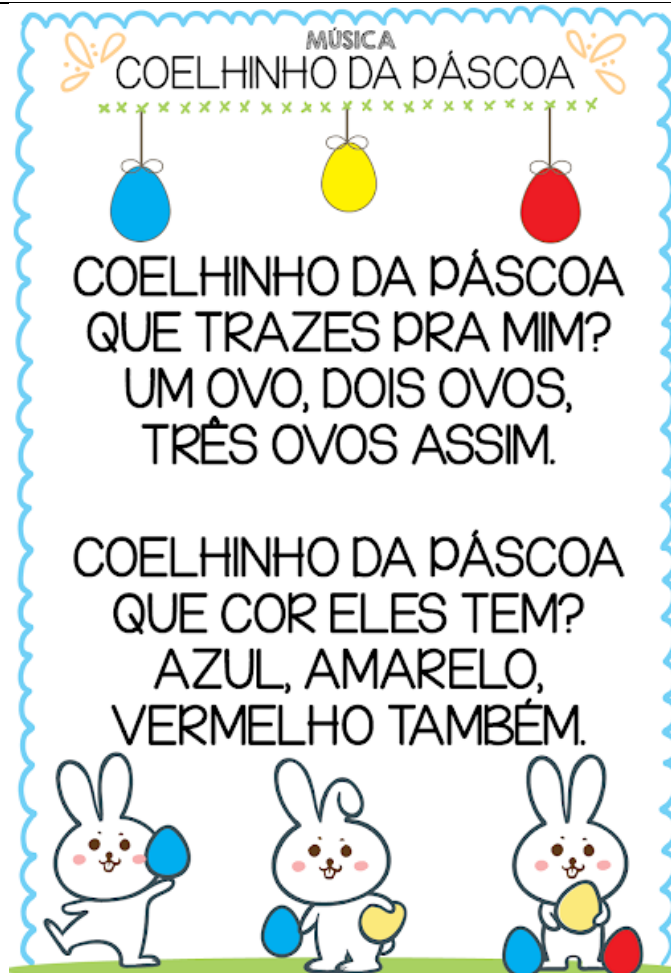 MÚSICA
COELHINHO DA PÁSCOA
COELHINHO DA PÁSCOA
QUE TRAZES PRA MIM?
UM OVO, DOIS OVOS,
TRÊS OVOS ASSIM.
COELHINHO DA PÁSCOA
QUE COR ELES TEM?
AZUL, AMARELO,
VERMELHO TAMBÉM.